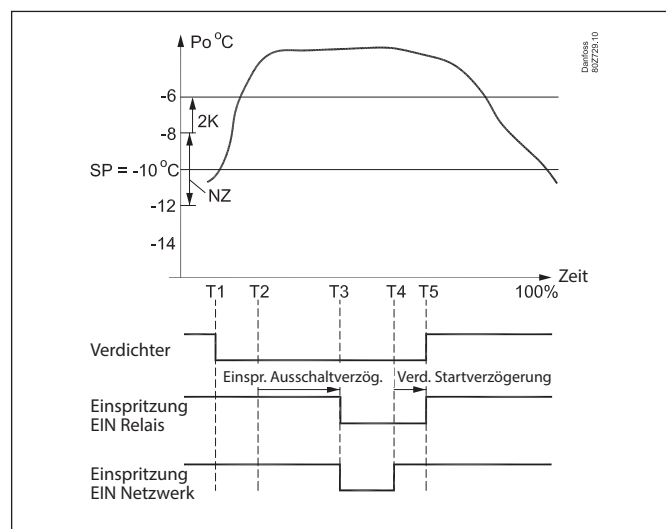 Po °C
Danfoss
80Z729.10
-6
2K
-8
SP = -10 °C
NZ
-12
-14
Zeit
T1 T2 T3 T4 T5 100%
Verdichter
Einspr. Ausschaltverzög. Verd. Startverzögerung
Einspritzung
EIN Relais
Einspritzung
EIN Netzwerk